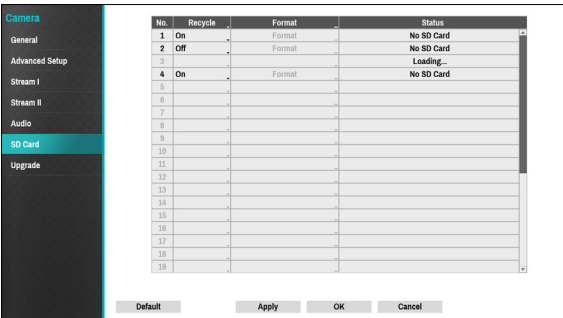 Camera
General
Advanced Setup
Stream I
Stream II
Audio
SD Card
Upgrade
No. Recycle Format Status
1 On Format No SD Card
2 Off Format No SD Card
3 Loading...
4 On Format No SD Card
5
6
7
8
9
10
11
12
13
14
15
16
17
18
19
Default Apply OK Cancel